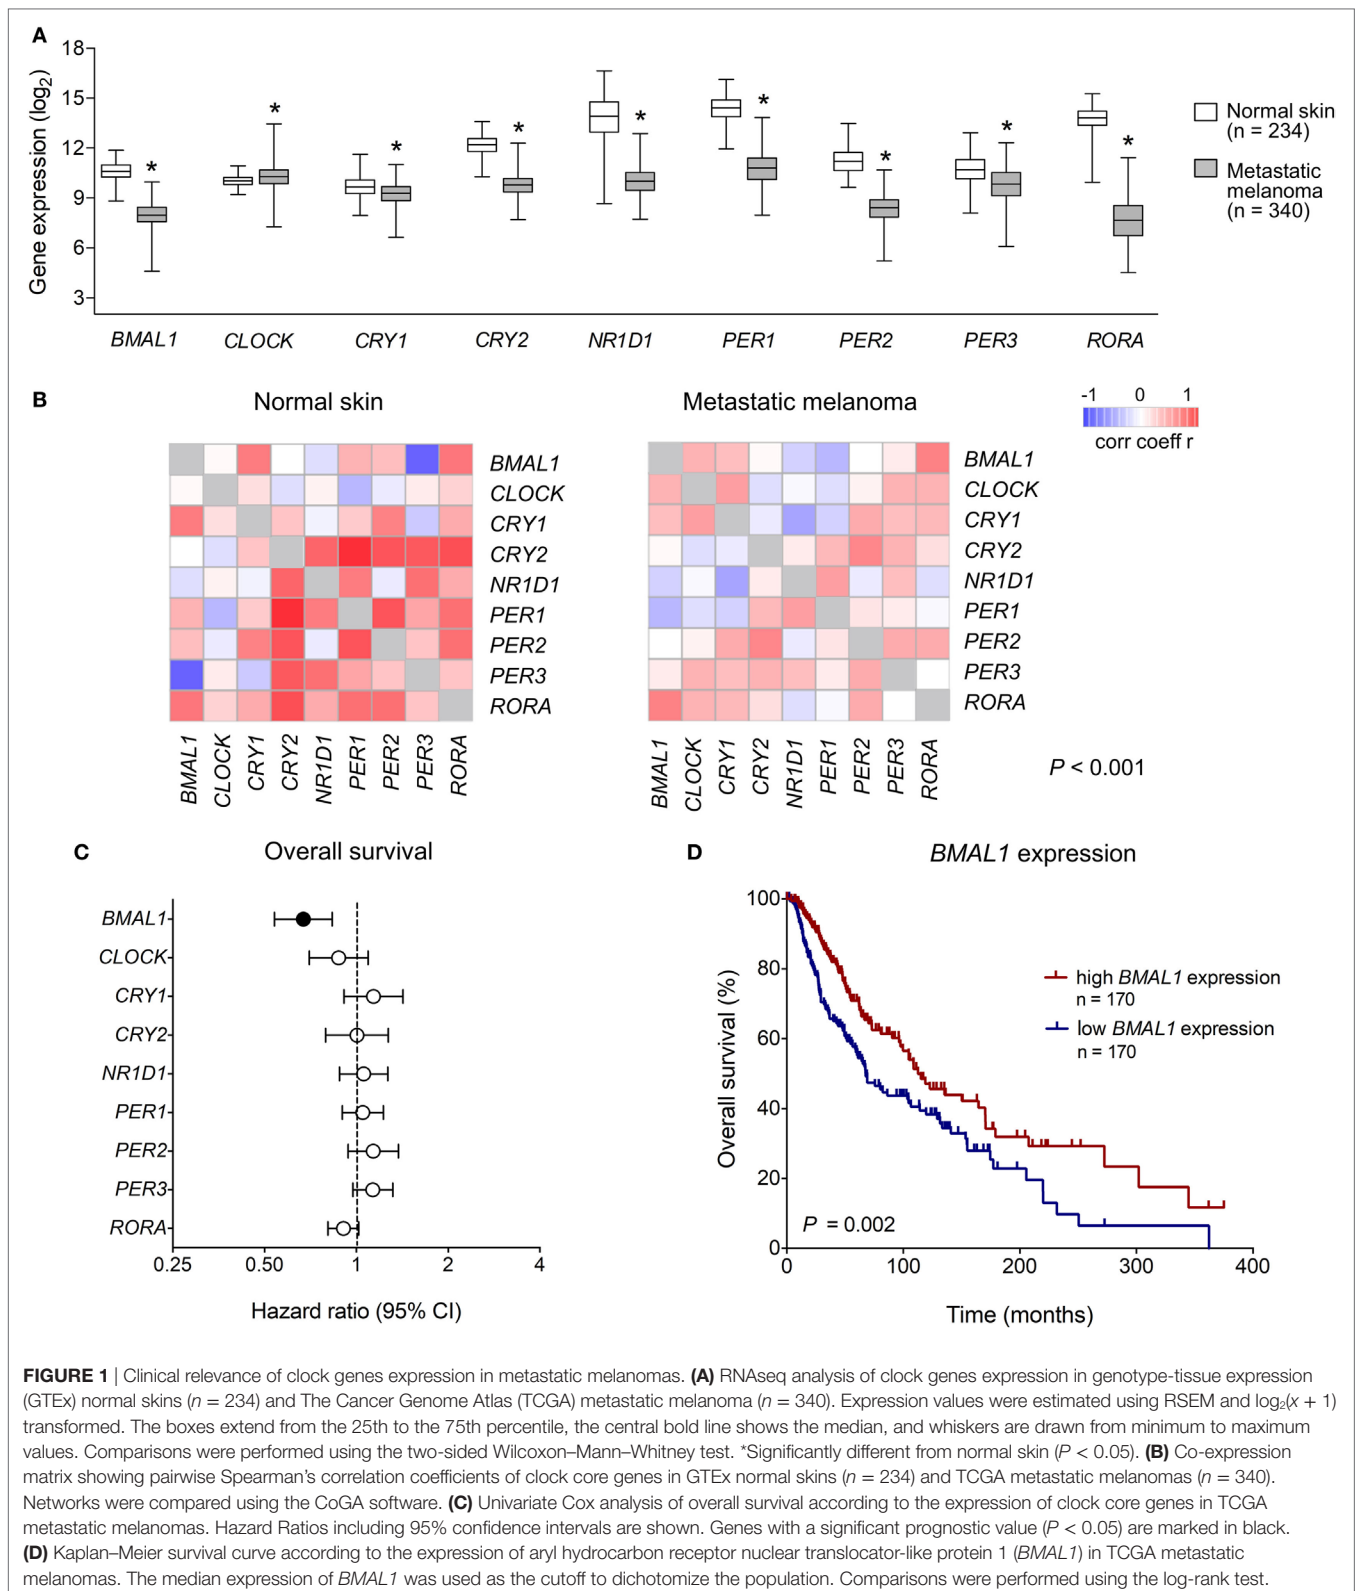 A
18
15
12
9
6
3
Gene expression (log2)
* * * * * * * * *
Normal skin
(n = 234)
Metastatic
melanoma
(n = 340)
BMAL1 CLOCK CRY1 CRY2 NR1D1 PER1 PER2 PER3 RORA
B
Normal skin
Metastatic melanoma
-1 0 1
corr coeff r
BMAL1
CLOCK
CRY1
CRY2
NR1D1
PER1
PER2
PER3
RORA
BMAL1 CLOCK CRY1 CRY2 NR1D1 PER1 PER2 PER3 RORA
BMAL1
CLOCK
CRY1
CRY2
NR1D1
PER1
PER2
PER3
RORA
BMAL1 CLOCK CRY1 CRY2 NR1D1 PER1 PER2 PER3 RORA
P < 0.001
C
Overall survival
BMAL1
CLOCK
CRY1
CRY2
NR1D1
PER1
PER2
PER3
RORA
0.25 0.50 1 2 4
Hazard ratio (95% CI)
D
BMAL1 expression
100
80
60
40
20
0
Overall survival (%)
high BMAL1 expression
n = 170
low BMAL1 expression
n = 170
P = 0.002
0 100 200 300 400
Time (months)
FIGURE 1 | Clinical relevance of clock genes expression in metastatic melanomas. (A) RNAseq analysis of clock genes expression in genotype-tissue expression
(GTEx) normal skins (n = 234) and The Cancer Genome Atlas (TCGA) metastatic melanoma (n = 340). Expression values were estimated using RSEM and log2(x + 1)
transformed. The boxes extend from the 25th to the 75th percentile, the central bold line shows the median, and whiskers are drawn from minimum to maximum
values. Comparisons were performed using the two-sided Wilcoxon–Mann–Whitney test. *Significantly different from normal skin (P < 0.05). (B) Co-expression
matrix showing pairwise Spearman's correlation coefficients of clock core genes in GTEx normal skins (n = 234) and TCGA metastatic melanomas (n = 340).
Networks were compared using the CoGA software. (C) Univariate Cox analysis of overall survival according to the expression of clock core genes in TCGA
metastatic melanomas. Hazard Ratios including 95% confidence intervals are shown. Genes with a significant prognostic value (P < 0.05) are marked in black.
(D) Kaplan–Meier survival curve according to the expression of aryl hydrocarbon receptor nuclear translocator-like protein 1 (BMAL1) in TCGA metastatic
melanomas. The median expression of BMAL1 was used as the cutoff to dichotomize the population. Comparisons were performed using the log-rank test.